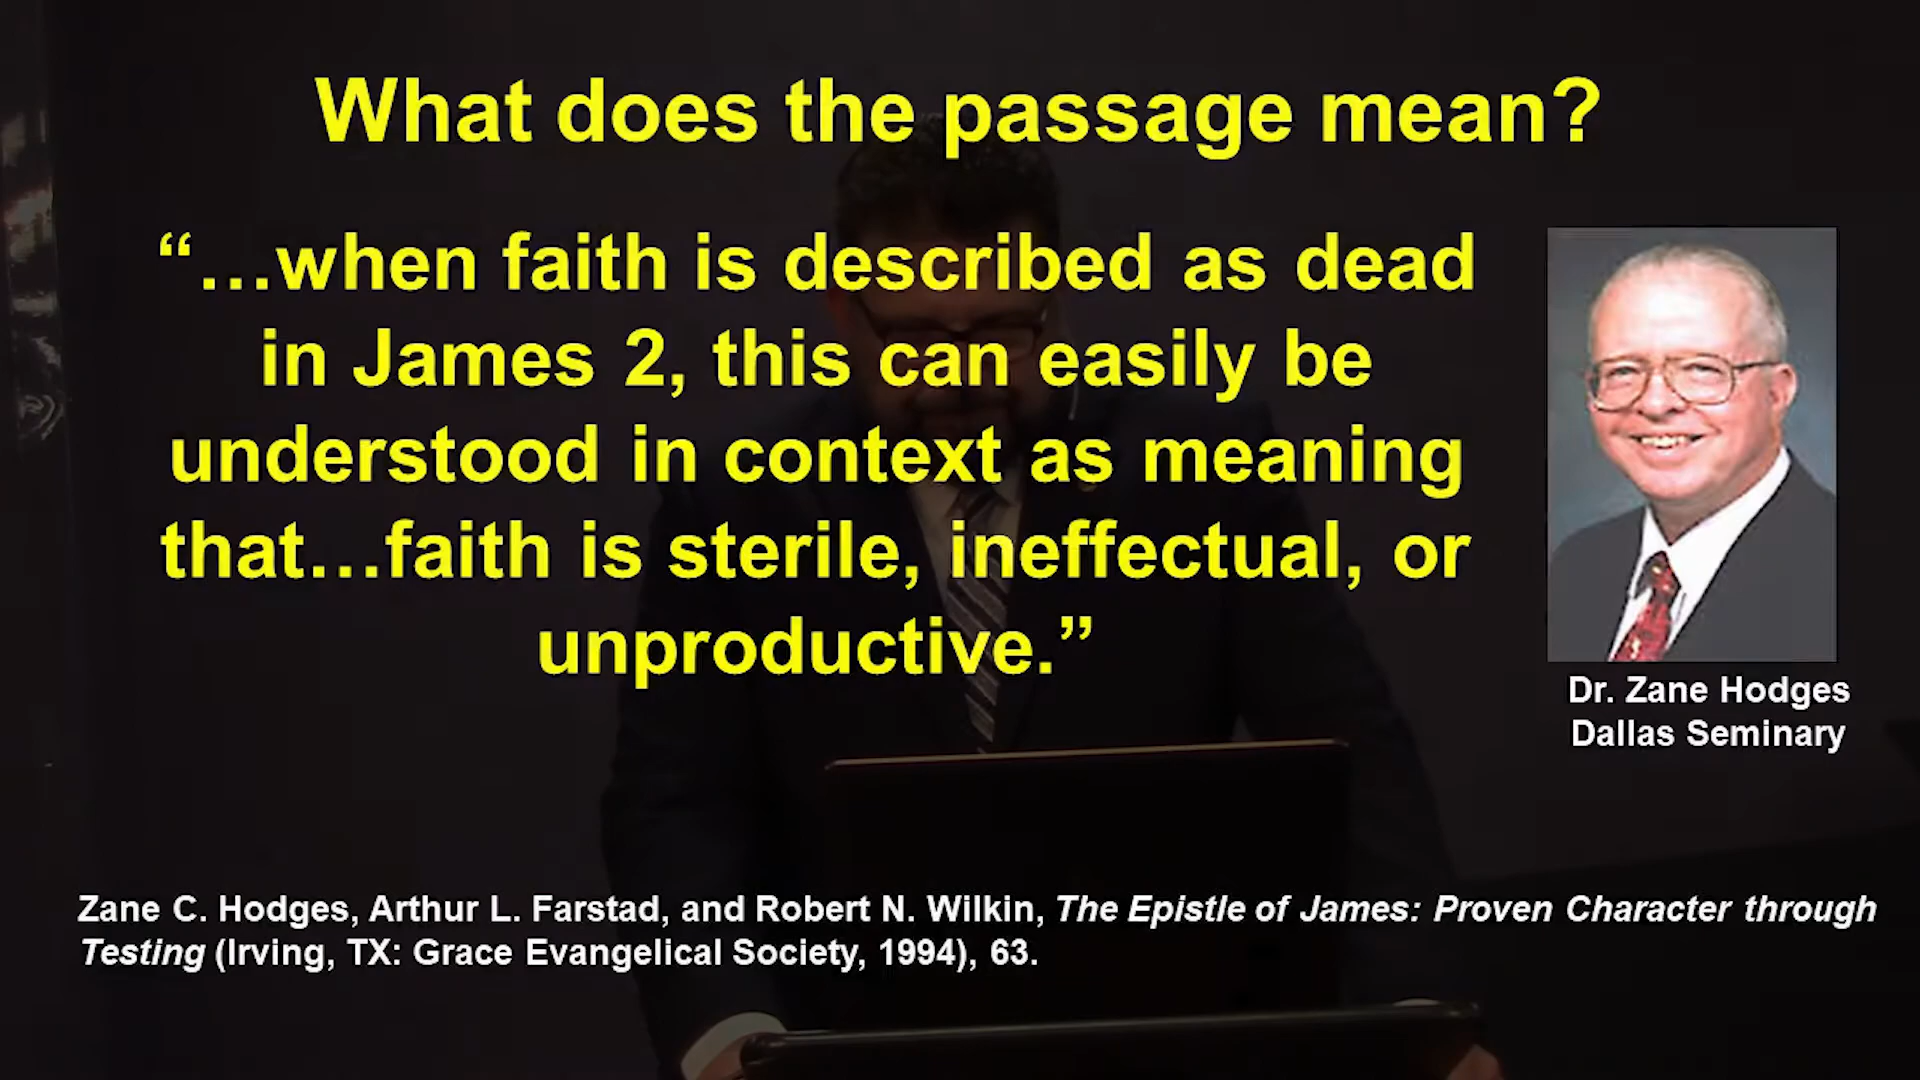 What does the passage mean?
“…when faith is described as dead
in James 2, this can easily be
understood in context as meaning
that…faith is sterile, ineffectual, or
unproductive.”
Dr. Zane Hodges
Dallas Seminary
Zane C. Hodges, Arthur L. Farstad, and Robert N. Wilkin, The Epistle of James: Proven Character through
Testing (Irving, TX: Grace Evangelical Society, 1994), 63.